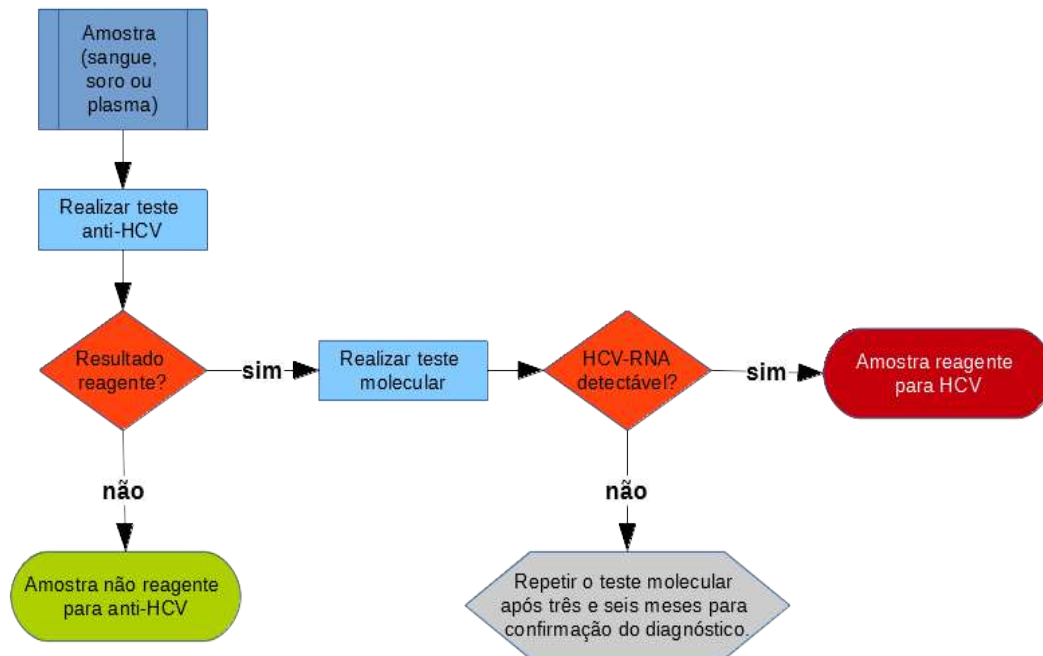 Amostra
(sangue,
soro ou
plasma)
Realizar teste
anti-HCV
Resultado
reagente?
sim
Realizar teste
molecular
HCV-RNA
detectável?
sim
Amostra reagente
para HCV
não
não
Amostra não reagente
para anti-HCV
Repetir o teste molecular
após três e seis meses para
confirmação do diagnóstico.